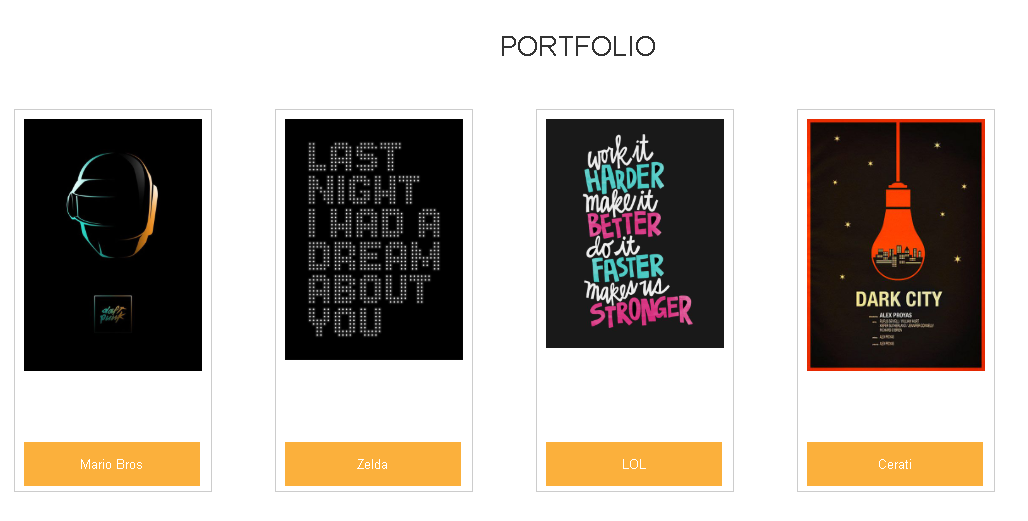 PORTFOLIO
daft
punk
LAST
NIGHT
I HAD A
DREAM
ABOUT
YOU
work it
HARDER
make it
BETTER
do it
FASTER
makes us
STRONGER
DARK CITY
ALEX PROYAS
Mario Bros
Zelda
LOL
Cerati